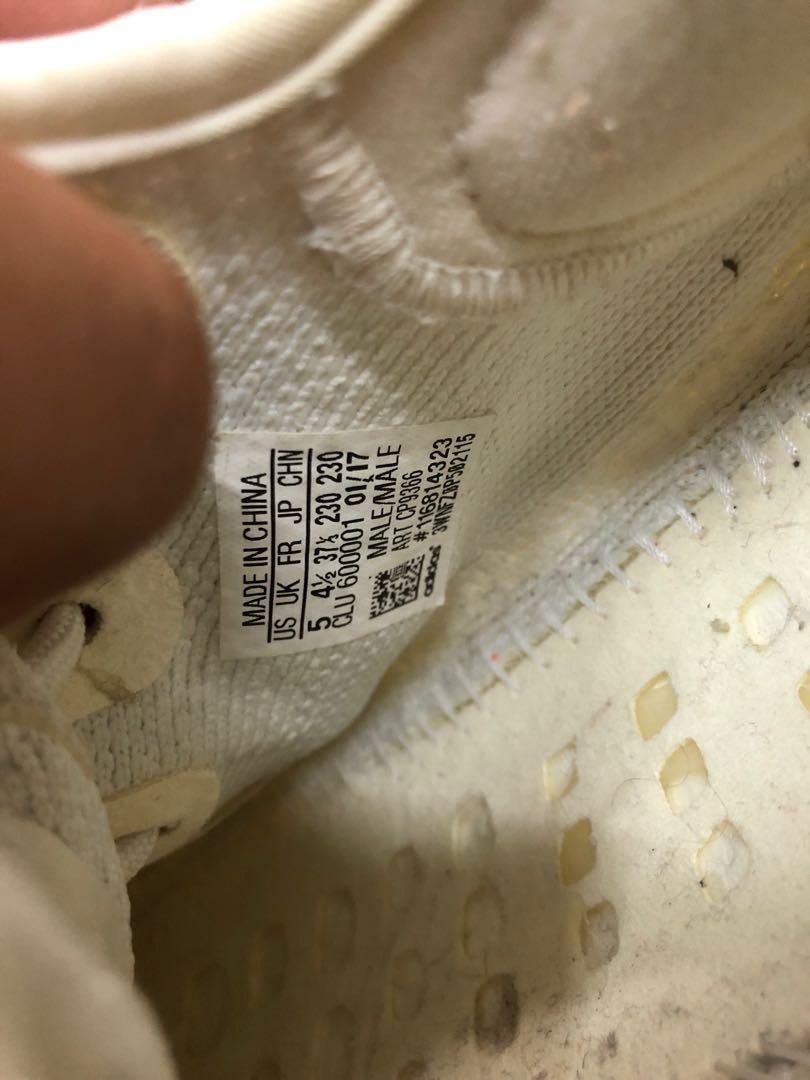 MADE IN CHINA
US UK FR JP CHN
5 4½ 37⅓ 230 230
CLU 600001 01/17
MALE/MALE
ART CP9366
#116814323
adidas